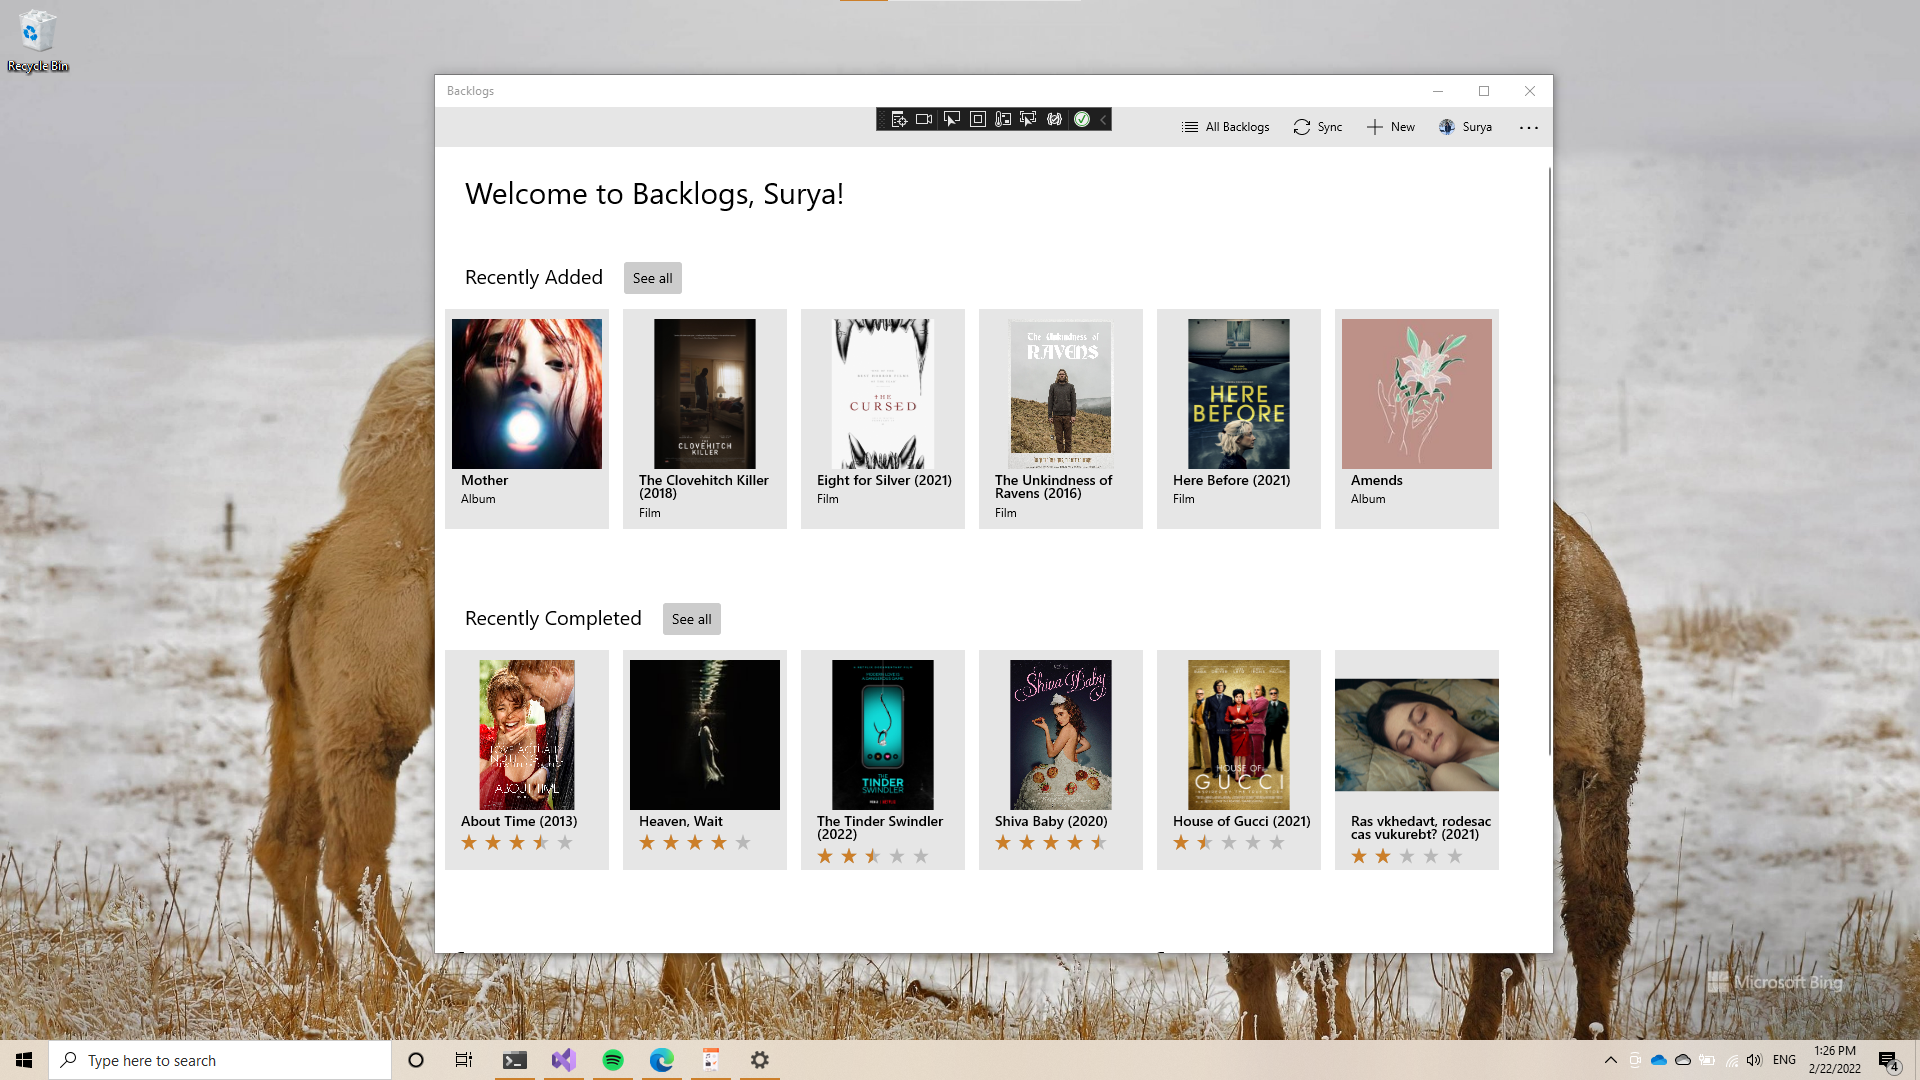 Recycle Bin
Backlogs
All Backlogs
Sync
New
Surya
Welcome to Backlogs, Surya!
Recently Added
See all
THE
CLOVEHITCH
KILLER
THE
CURSED
The Unkindness of
RAVENS
HERE
BEFORE
Mother
Album
The Clovehitch Killer
(2018)
Film
Eight for Silver (2021)
Film
The Unkindness of
Ravens (2016)
Film
Here Before (2021)
Film
Amends
Album
Recently Completed
See all
ABOUT TIME
THE
TINDER
SWINDLER
Shiva Baby
HOUSE OF
GUCCI
About Time (2013)
Heaven, Wait
The Tinder Swindler
(2022)
Shiva Baby (2020)
House of Gucci (2021)
Ras vkhedavt, rodesac
cas vukurebt? (2021)
Microsoft Bing
Type here to search
ENG
1:26 PM
2/22/2022
4